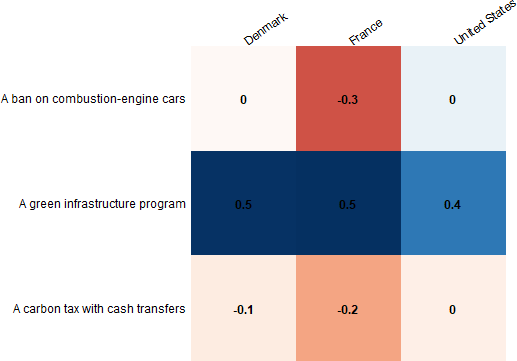 Denmark France United States
A ban on combustion-engine cars 0 -0.3 0
A green infrastructure program 0.5 0.5 0.4
A carbon tax with cash transfers -0.1 -0.2 0